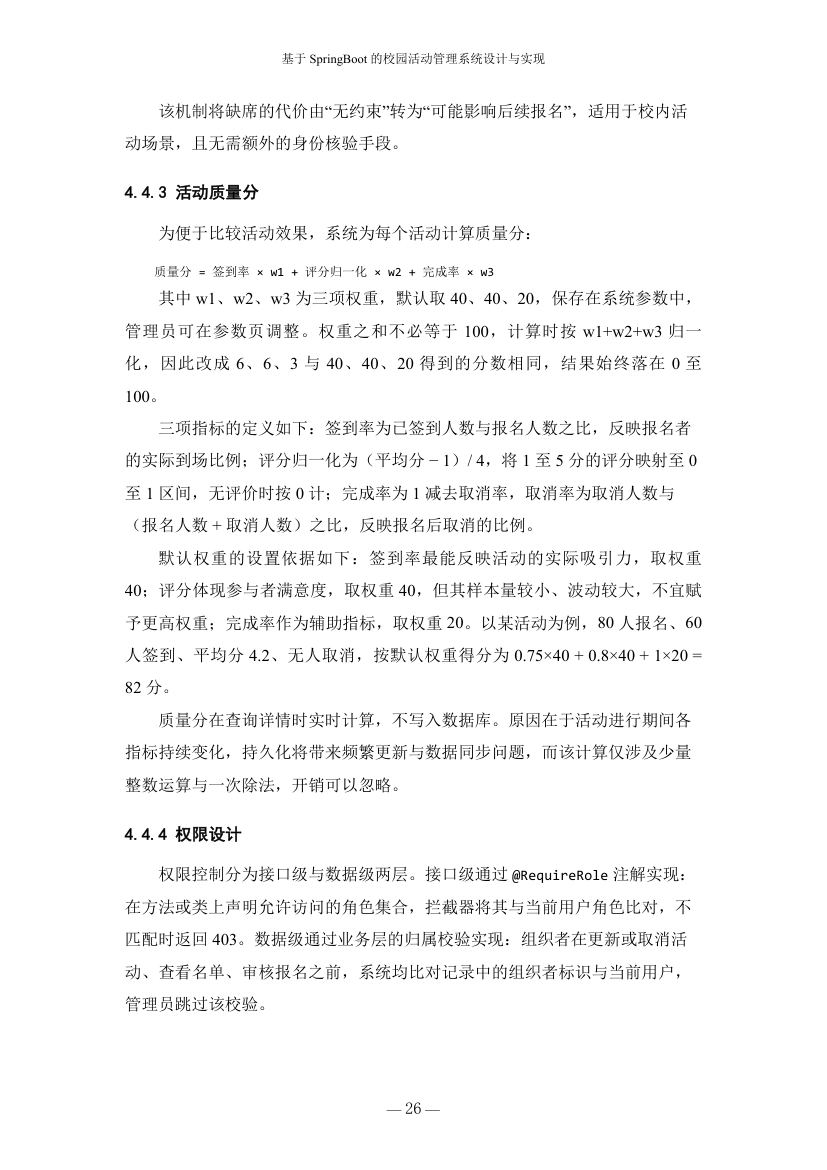 基于 SpringBoot 的校园活动管理系统设计与实现
该机制将缺席的代价由“无约束”转为“可能影响后续报名”，适用于校内活
动场景，且无需额外的身份核验手段。
4.4.3 活动质量分
为便于比较活动效果，系统为每个活动计算质量分：
质量分 = 签到率 × w1 + 评分归一化 × w2 + 完成率 × w3
其中 w1、w2、w3 为三项权重，默认取 40、40、20，保存在系统参数中，
管理员可在参数页调整。权重之和不必等于 100，计算时按 w1+w2+w3 归一
化，因此改成 6、6、3 与 40、40、20 得到的分数相同，结果始终落在 0 至
100。
三项指标的定义如下：签到率为已签到人数与报名人数之比，反映报名者
的实际到场比例；评分归一化为（平均分 − 1）/ 4，将 1 至 5 分的评分映射至 0
至 1 区间，无评价时按 0 计；完成率为 1 减去取消率，取消率为取消人数与
（报名人数 + 取消人数）之比，反映报名后取消的比例。
默认权重的设置依据如下：签到率最能反映活动的实际吸引力，取权重
40；评分体现参与者满意度，取权重 40，但其样本量较小、波动较大，不宜赋
予更高权重；完成率作为辅助指标，取权重 20。以某活动为例，80 人报名、60
人签到、平均分 4.2、无人取消，按默认权重得分为 0.75×40 + 0.8×40 + 1×20 =
82 分。
质量分在查询详情时实时计算，不写入数据库。原因在于活动进行期间各
指标持续变化，持久化将带来频繁更新与数据同步问题，而该计算仅涉及少量
整数运算与一次除法，开销可以忽略。
4.4.4 权限设计
权限控制分为接口级与数据级两层。接口级通过 @RequireRole 注解实现：
在方法或类上声明允许访问的角色集合，拦截器将其与当前用户角色比对，不
匹配时返回 403。数据级通过业务层的归属校验实现：组织者在更新或取消活
动、查看名单、审核报名之前，系统均比对记录中的组织者标识与当前用户，
管理员跳过该校验。
— 26 —